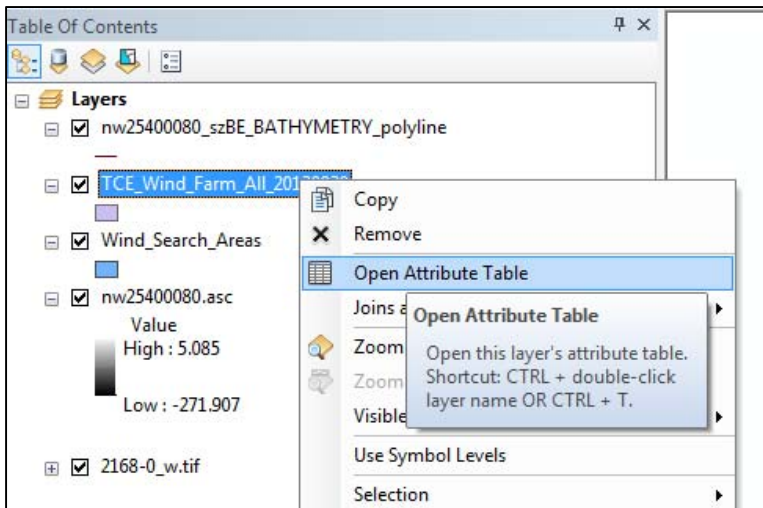 Table Of Contents
Layers
nw25400080_szBE_BATHYMETRY_polyline
TCE_Wind_Farm_All_
Copy
Remove
Wind_Search_Areas
Open Attribute Table
nw25400080.asc
Value
High : 5.085
Low : -271.907
Joins
Open Attribute Table
Open this layer's attribute table.
Shortcut: CTRL + double-click
layer name OR CTRL + T.
Zoom
Zoom
Visible
Use Symbol Levels
2168-0_w.tif
Selection